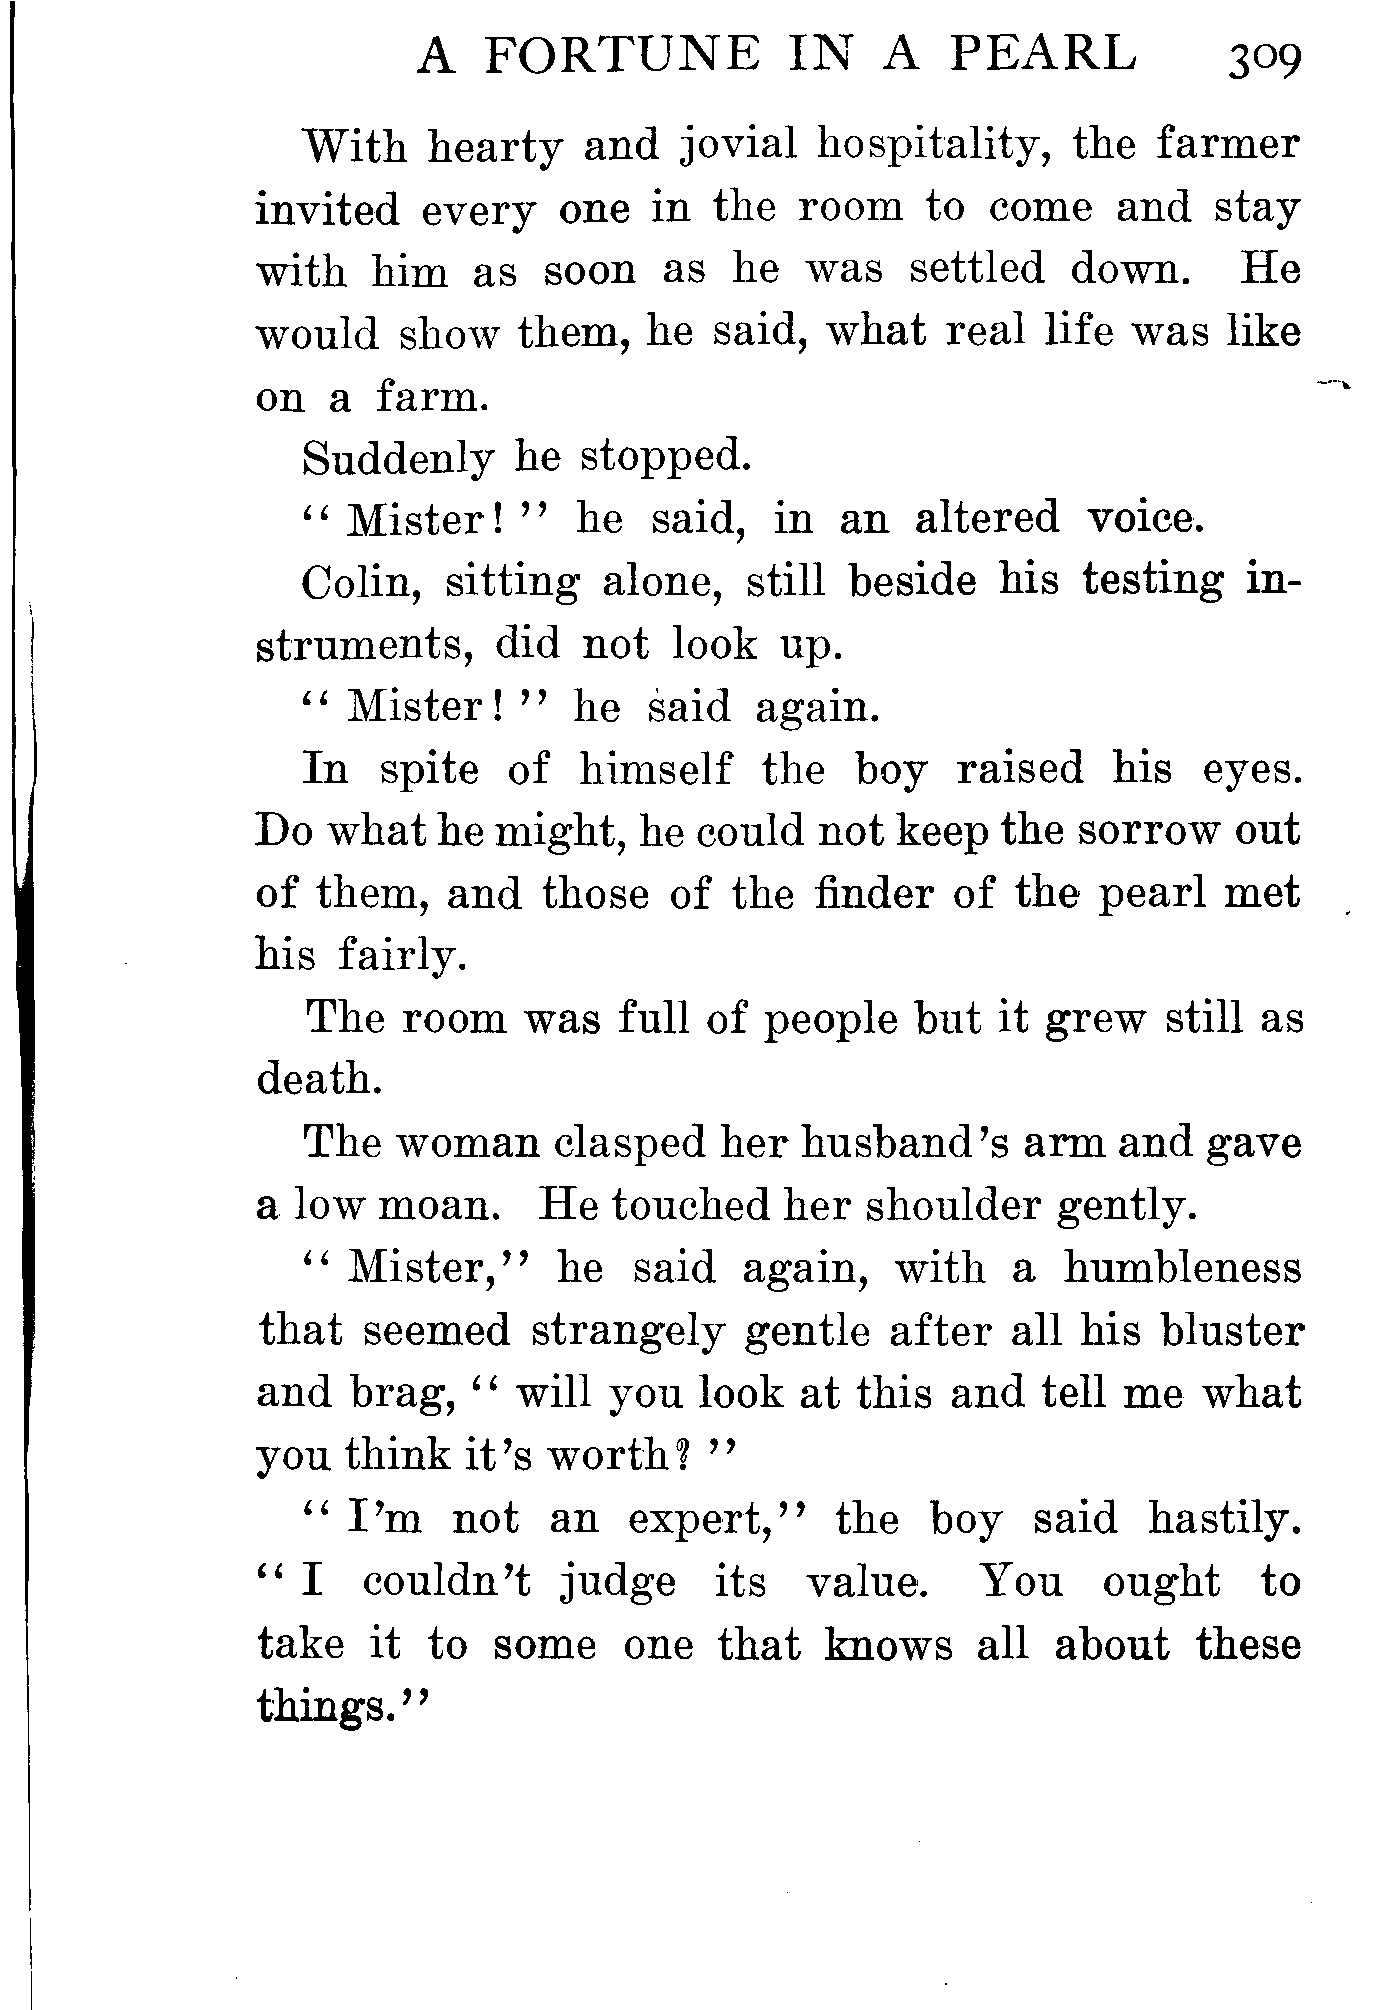 A FORTUNE IN A PEARL 309
With hearty and jovial hospitality, the farmer
invited every one in the room to come and stay
with him as soon as he was settled down. He
would show them, he said, what real life was like
on a farm.
Suddenly he stopped.
“ Mister! ” he said, in an altered voice.
Colin, sitting alone, still beside his testing in-
struments, did not look up.
“ Mister! ” he said again.
In spite of himself the boy raised his eyes.
Do what he might, he could not keep the sorrow out
of them, and those of the finder of the pearl met
his fairly.
The room was full of people but it grew still as
death.
The woman clasped her husband’s arm and gave
a low moan. He touched her shoulder gently.
“ Mister,” he said again, with a humbleness
that seemed strangely gentle after all his bluster
and brag, “ will you look at this and tell me what
you think it’s worth? ”
“ I’m not an expert,” the boy said hastily.
“ I couldn’t judge its value. You ought to
take it to some one that knows all about these
things.”